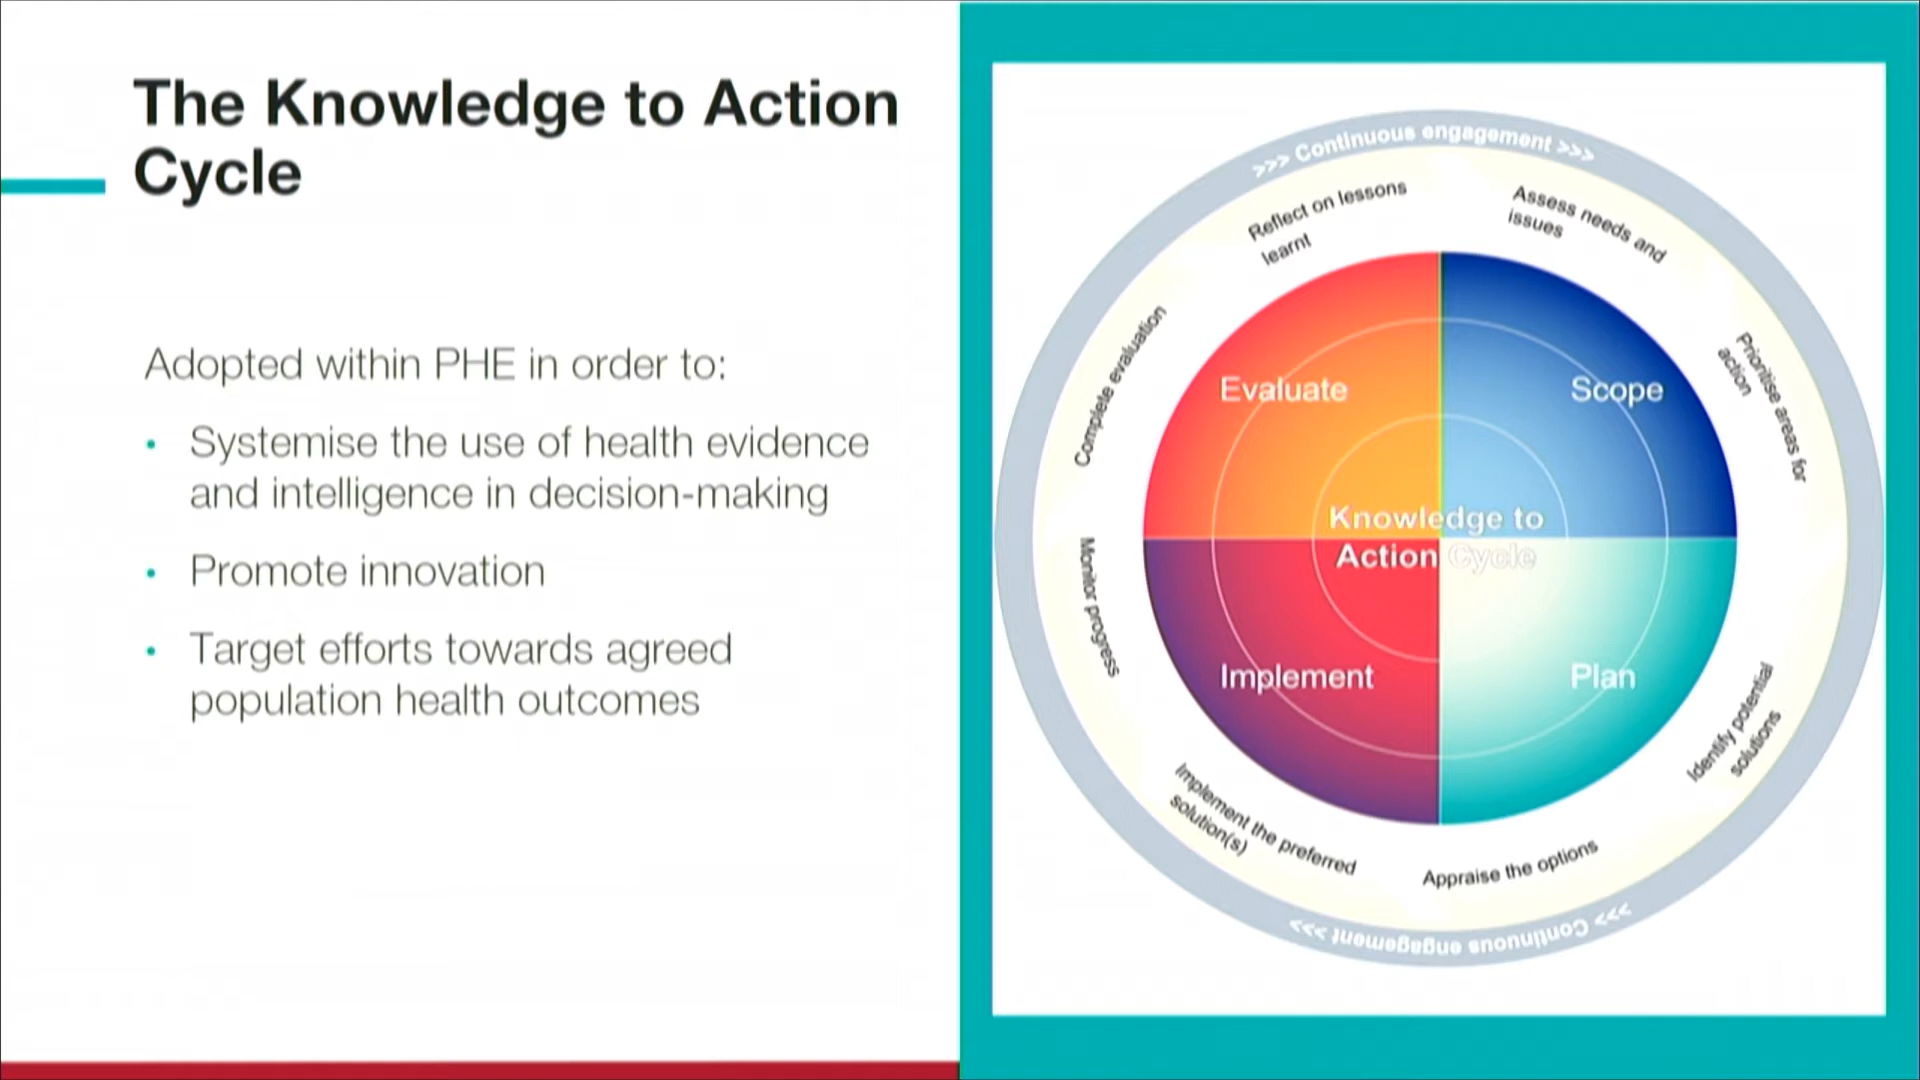 The Knowledge to Action
Cycle
Adopted within PHE in order to:
• Systemise the use of health evidence
and intelligence in decision-making
• Promote innovation
• Target efforts towards agreed
population health outcomes
>>> Continuous engagement >>>
Assess needs and
issues
Prioritise areas for
action
Identify potential
solutions
Appraise the options
Implement the preferred
solution(s)
Monitor progress
Complete evaluation
Reflect on lessons
learnt
Evaluate
Scope
Knowledge to
Action Cycle
Implement
Plan
>>> Continuous engagement >>>